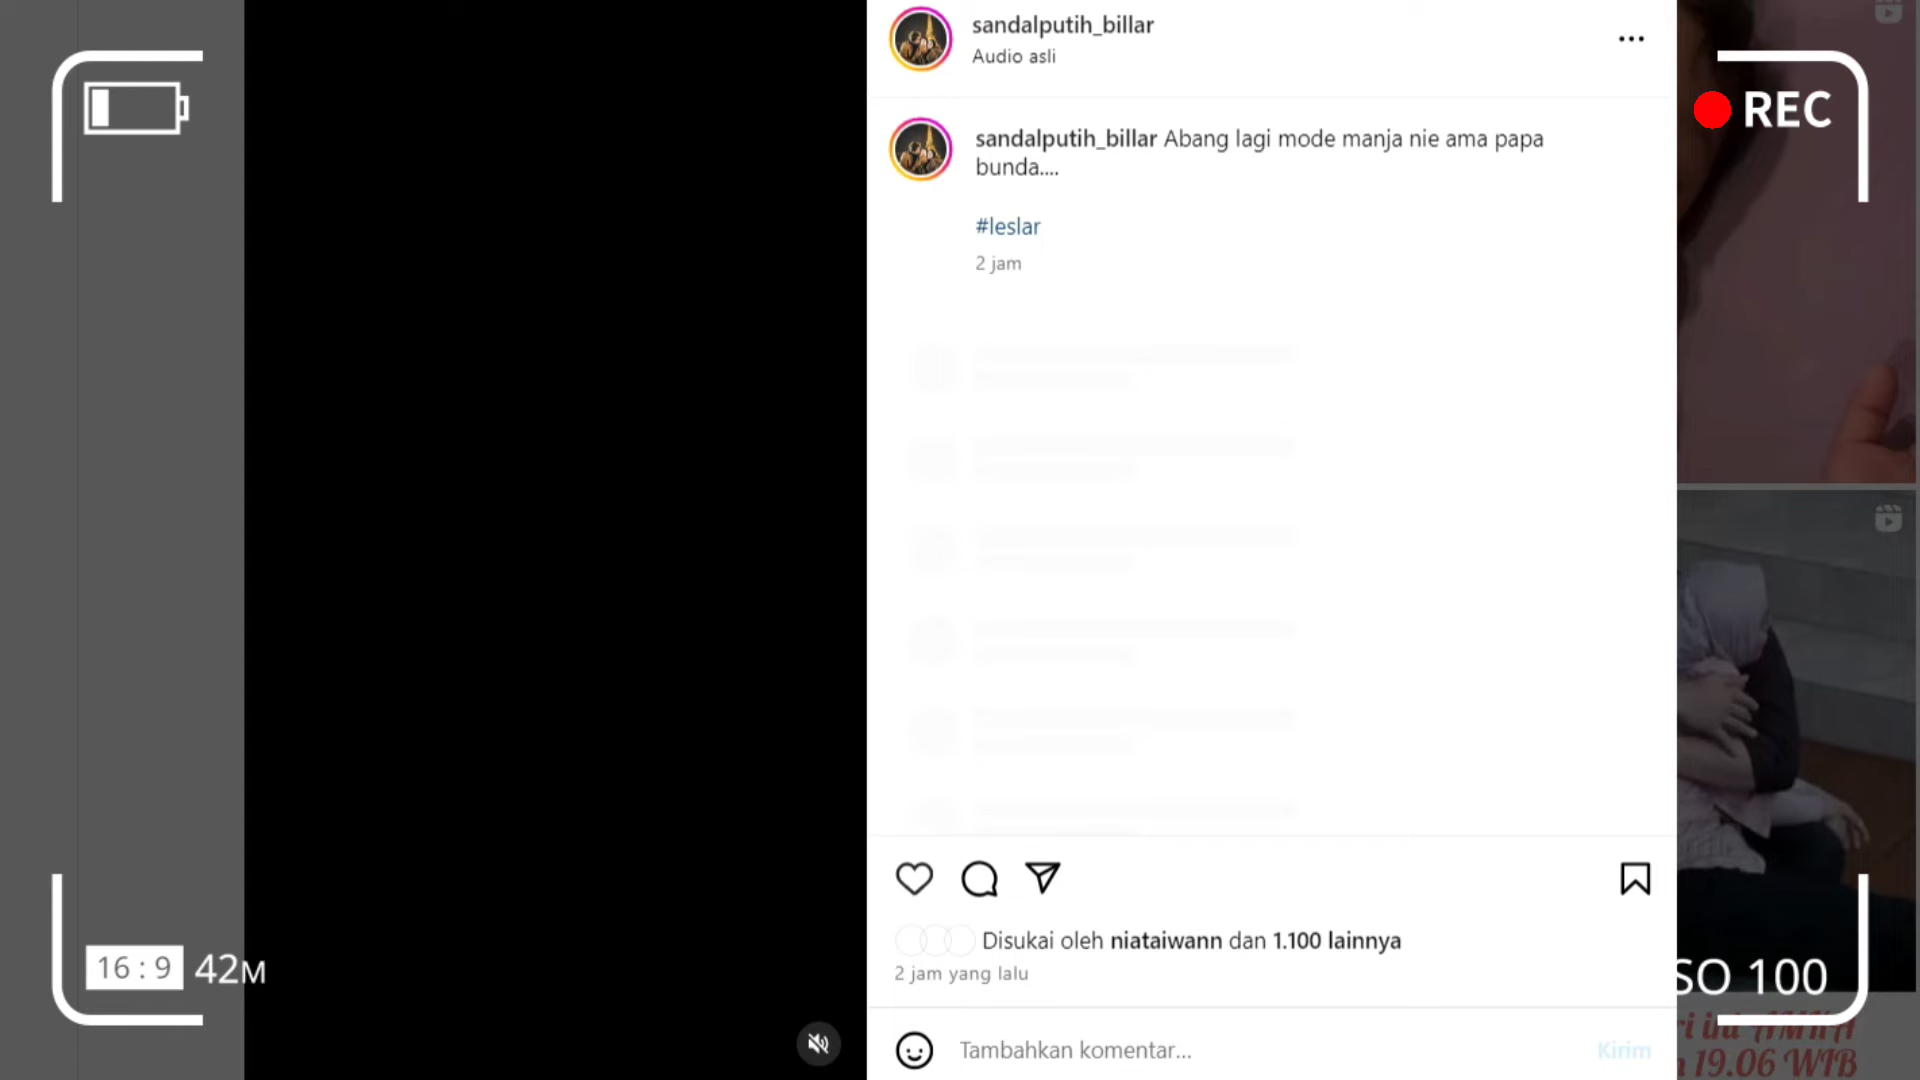 sandalputih_billar
Audio asli
REC
sandalputih_billar Abang lagi mode manja nie ama papa
bunda....
#leslar
2 jam
Disukai oleh niataiwann dan 1.100 lainnya
2 jam yang lalu
16 : 9 42M
SO 100
Tambahkan komentar...
Kirim
19.06 WIB